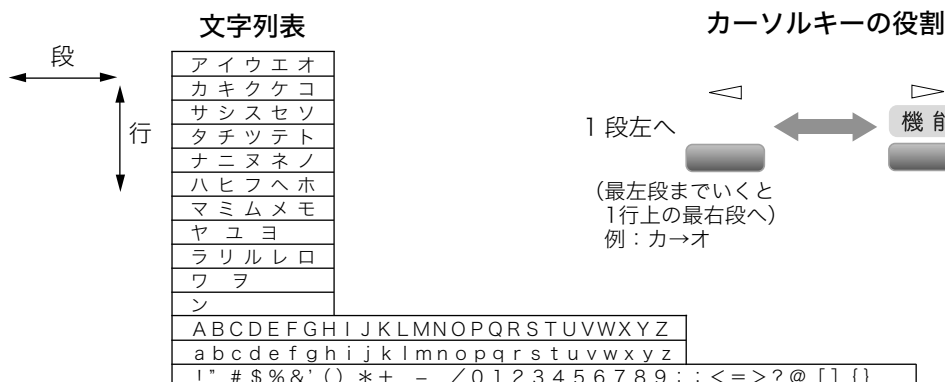 文字列表
カーソルキーの役割
段
行
アイウエオ
カキクケコ
サシスセソ
タチツテト
ナニヌネノ
ハヒフヘホ
マミムメモ
ヤ ユ ヨ
ラリルレロ
ワ ヲ
ン
ABCDEFGHIJKLMNOPQRSTUVWXYZ
abcdefghijklmnopqrstuvwxyz
!”#$%&'()*+ − /0123456789:;<=>?@[]{}
◁ ▷
1段左へ
機能
(最左段までいくと
1行上の最右段へ)
例:カ→オ